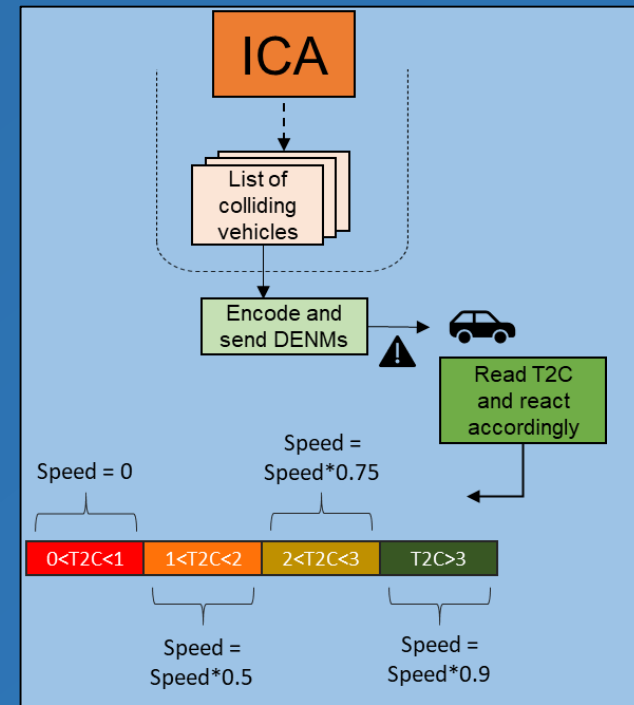 ICA
List of
colliding
vehicles
Encode and
send DENMs
Read T2C
and react
accordingly
Speed =
Speed*0.75
Speed = 0
0<T2C<1
1<T2C<2
2<T2C<3
T2C>3
Speed =
Speed*0.5
Speed =
Speed*0.9